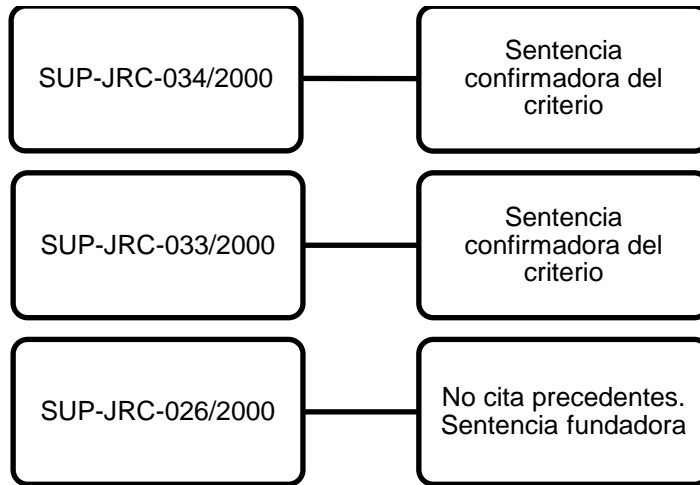 SUP-JRC-034/2000
Sentencia
confirmadora del
criterio
SUP-JRC-033/2000
Sentencia
confirmadora del
criterio
SUP-JRC-026/2000
No cita precedentes.
Sentencia fundadora